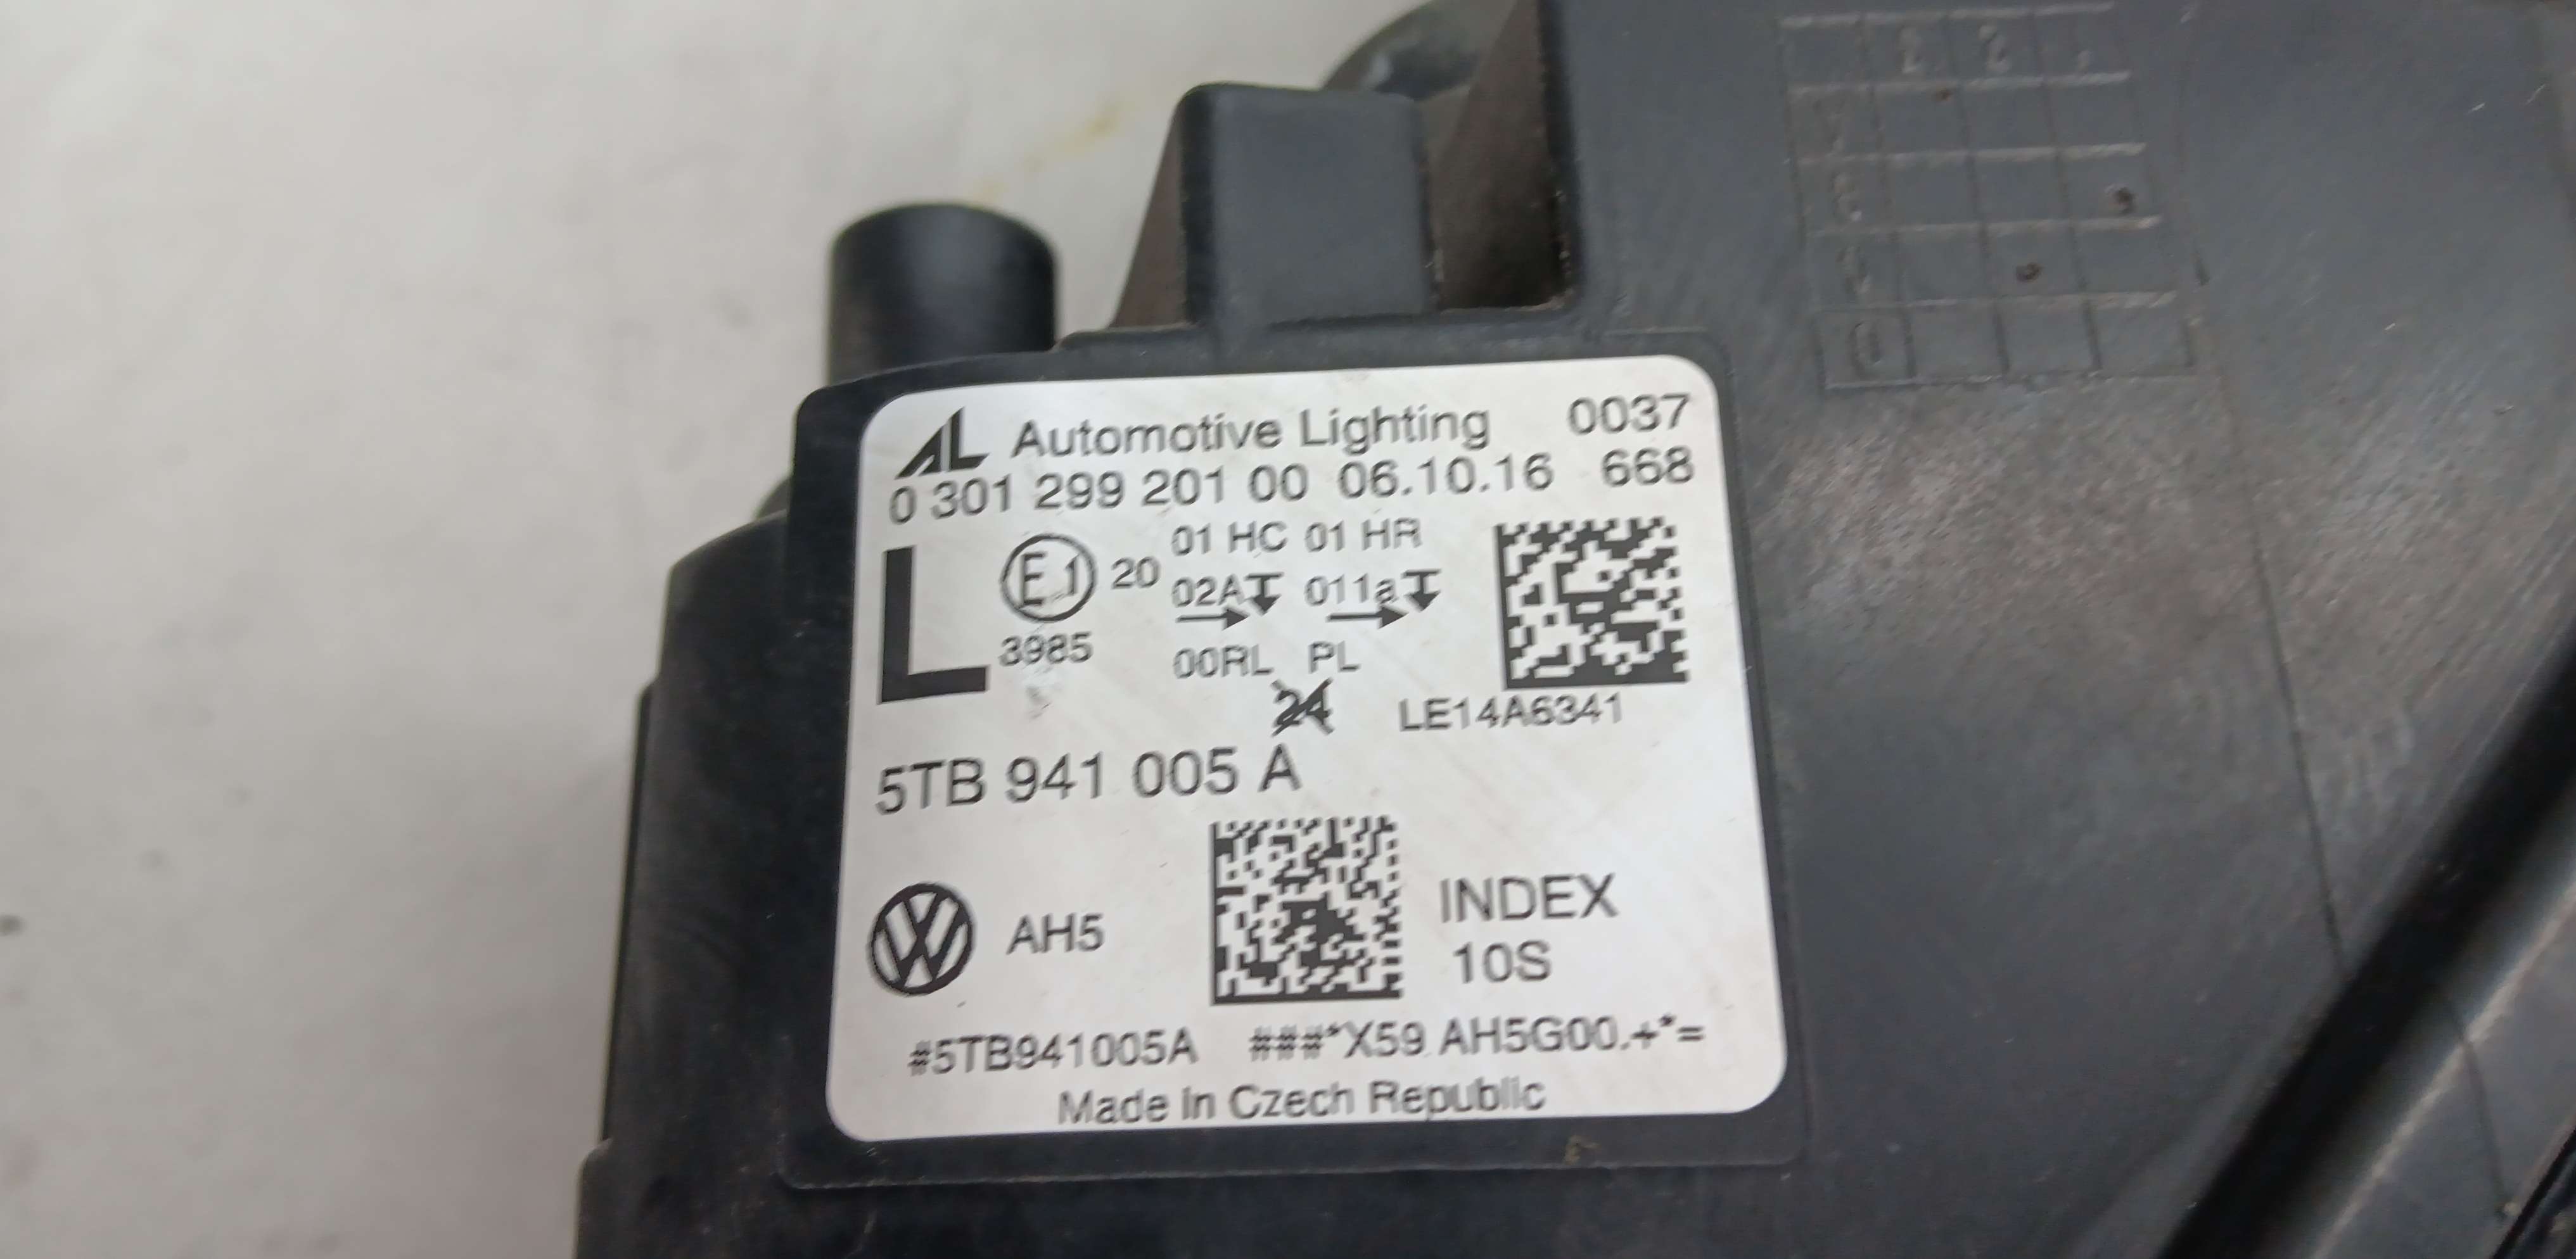 AL Automotive Lighting 0037
0 301 299 201 00 06.10.16 668
L E1 20 01 HC 01 HR
02A 011a
3985 00RL PL
24 LE14A6341
5TB 941 005 A
VW AH5 INDEX
10S
#5TB941005A ###*X59 AH5G00.+*=
Made in Czech Republic